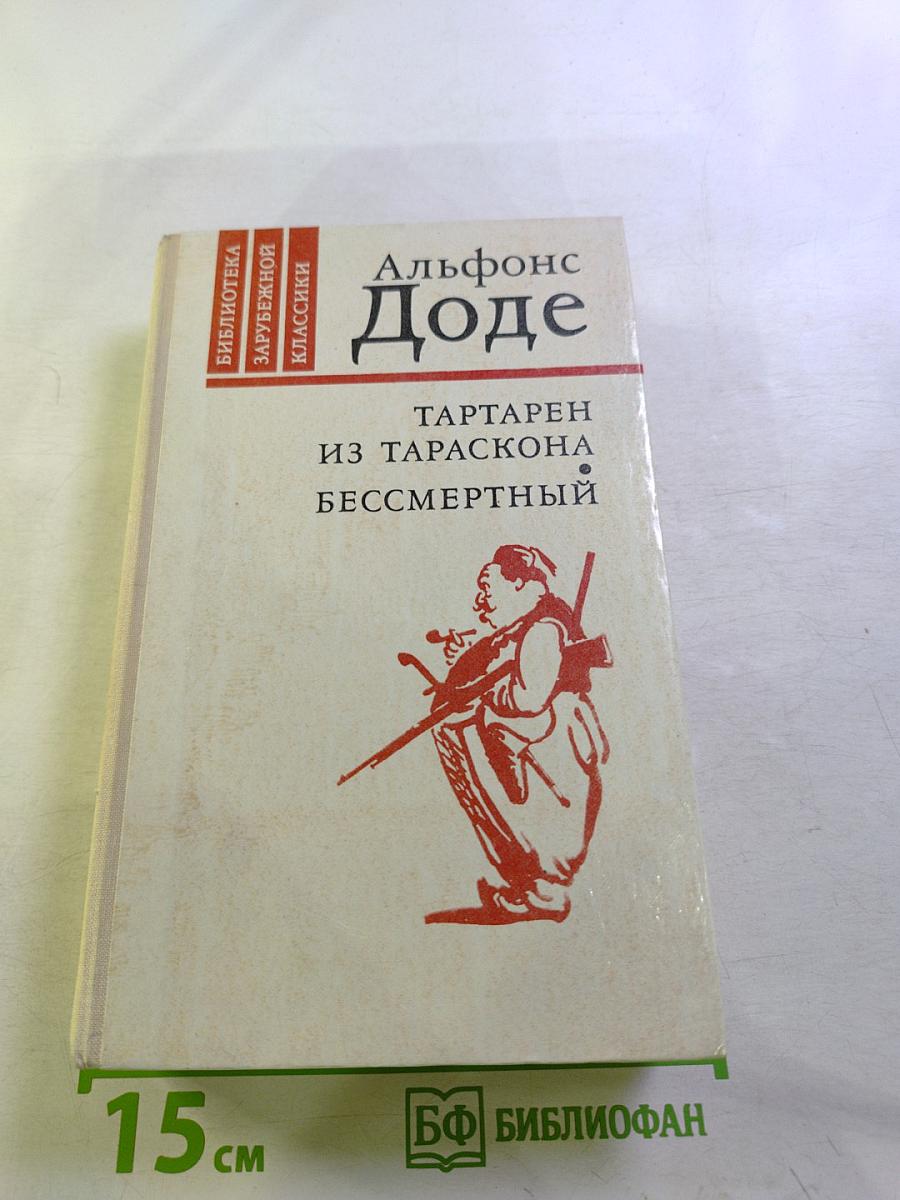 БИБЛИОТЕКА
ЗАРУБЕЖНОЙ
КЛАССИКИ
Альфонс
Доде
ТАРТАРЕН
ИЗ ТАРАСКОНА
•
БЕССМЕРТНЫЙ
15 см
БФ БИБЛИОФАН